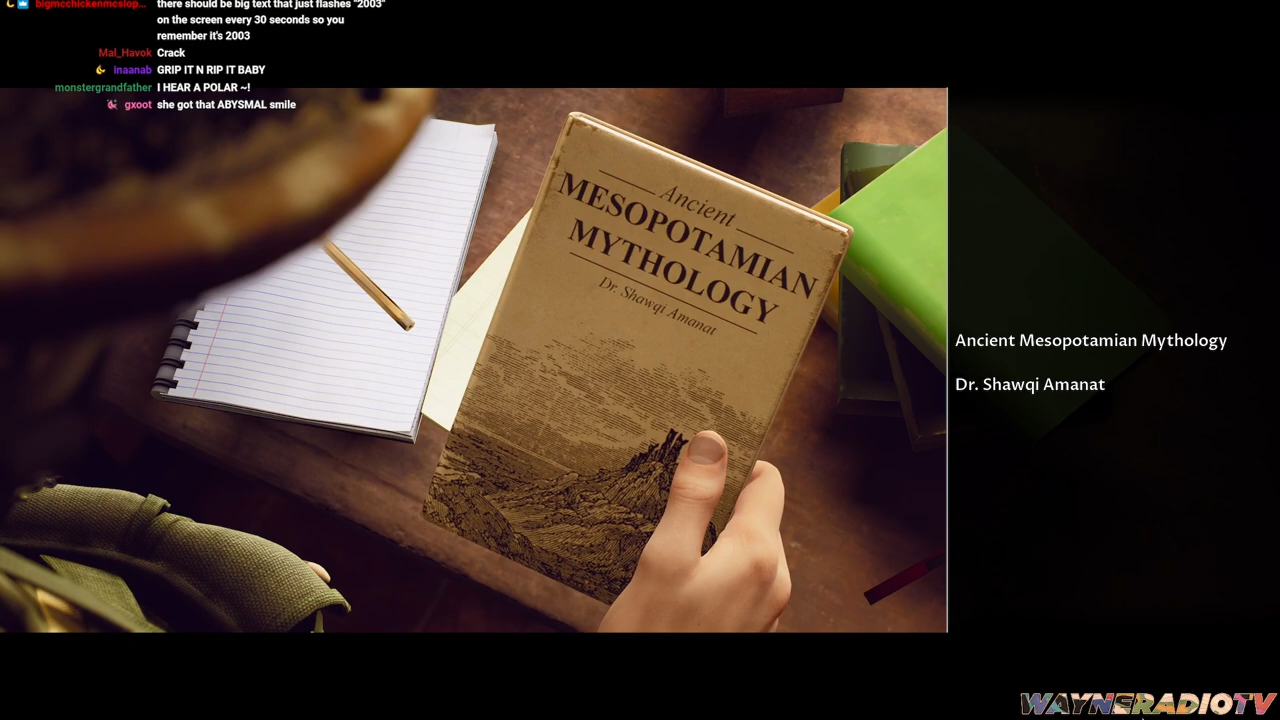 bigmcchickenmcslop... there should be big text that just flashes "2003"
on the screen every 30 seconds so you
remember it's 2003
Mal_Havok Crack
inaanab GRIP IT N RIP IT BABY
monstergrandfather I HEAR A POLAR ~!
gxoot she got that ABYSMAL smile
Ancient
MESOPOTAMIAN
MYTHOLOGY
Dr. Shawqi Amanat
Ancient Mesopotamian Mythology
Dr. Shawqi Amanat
WAYNERADIOTV